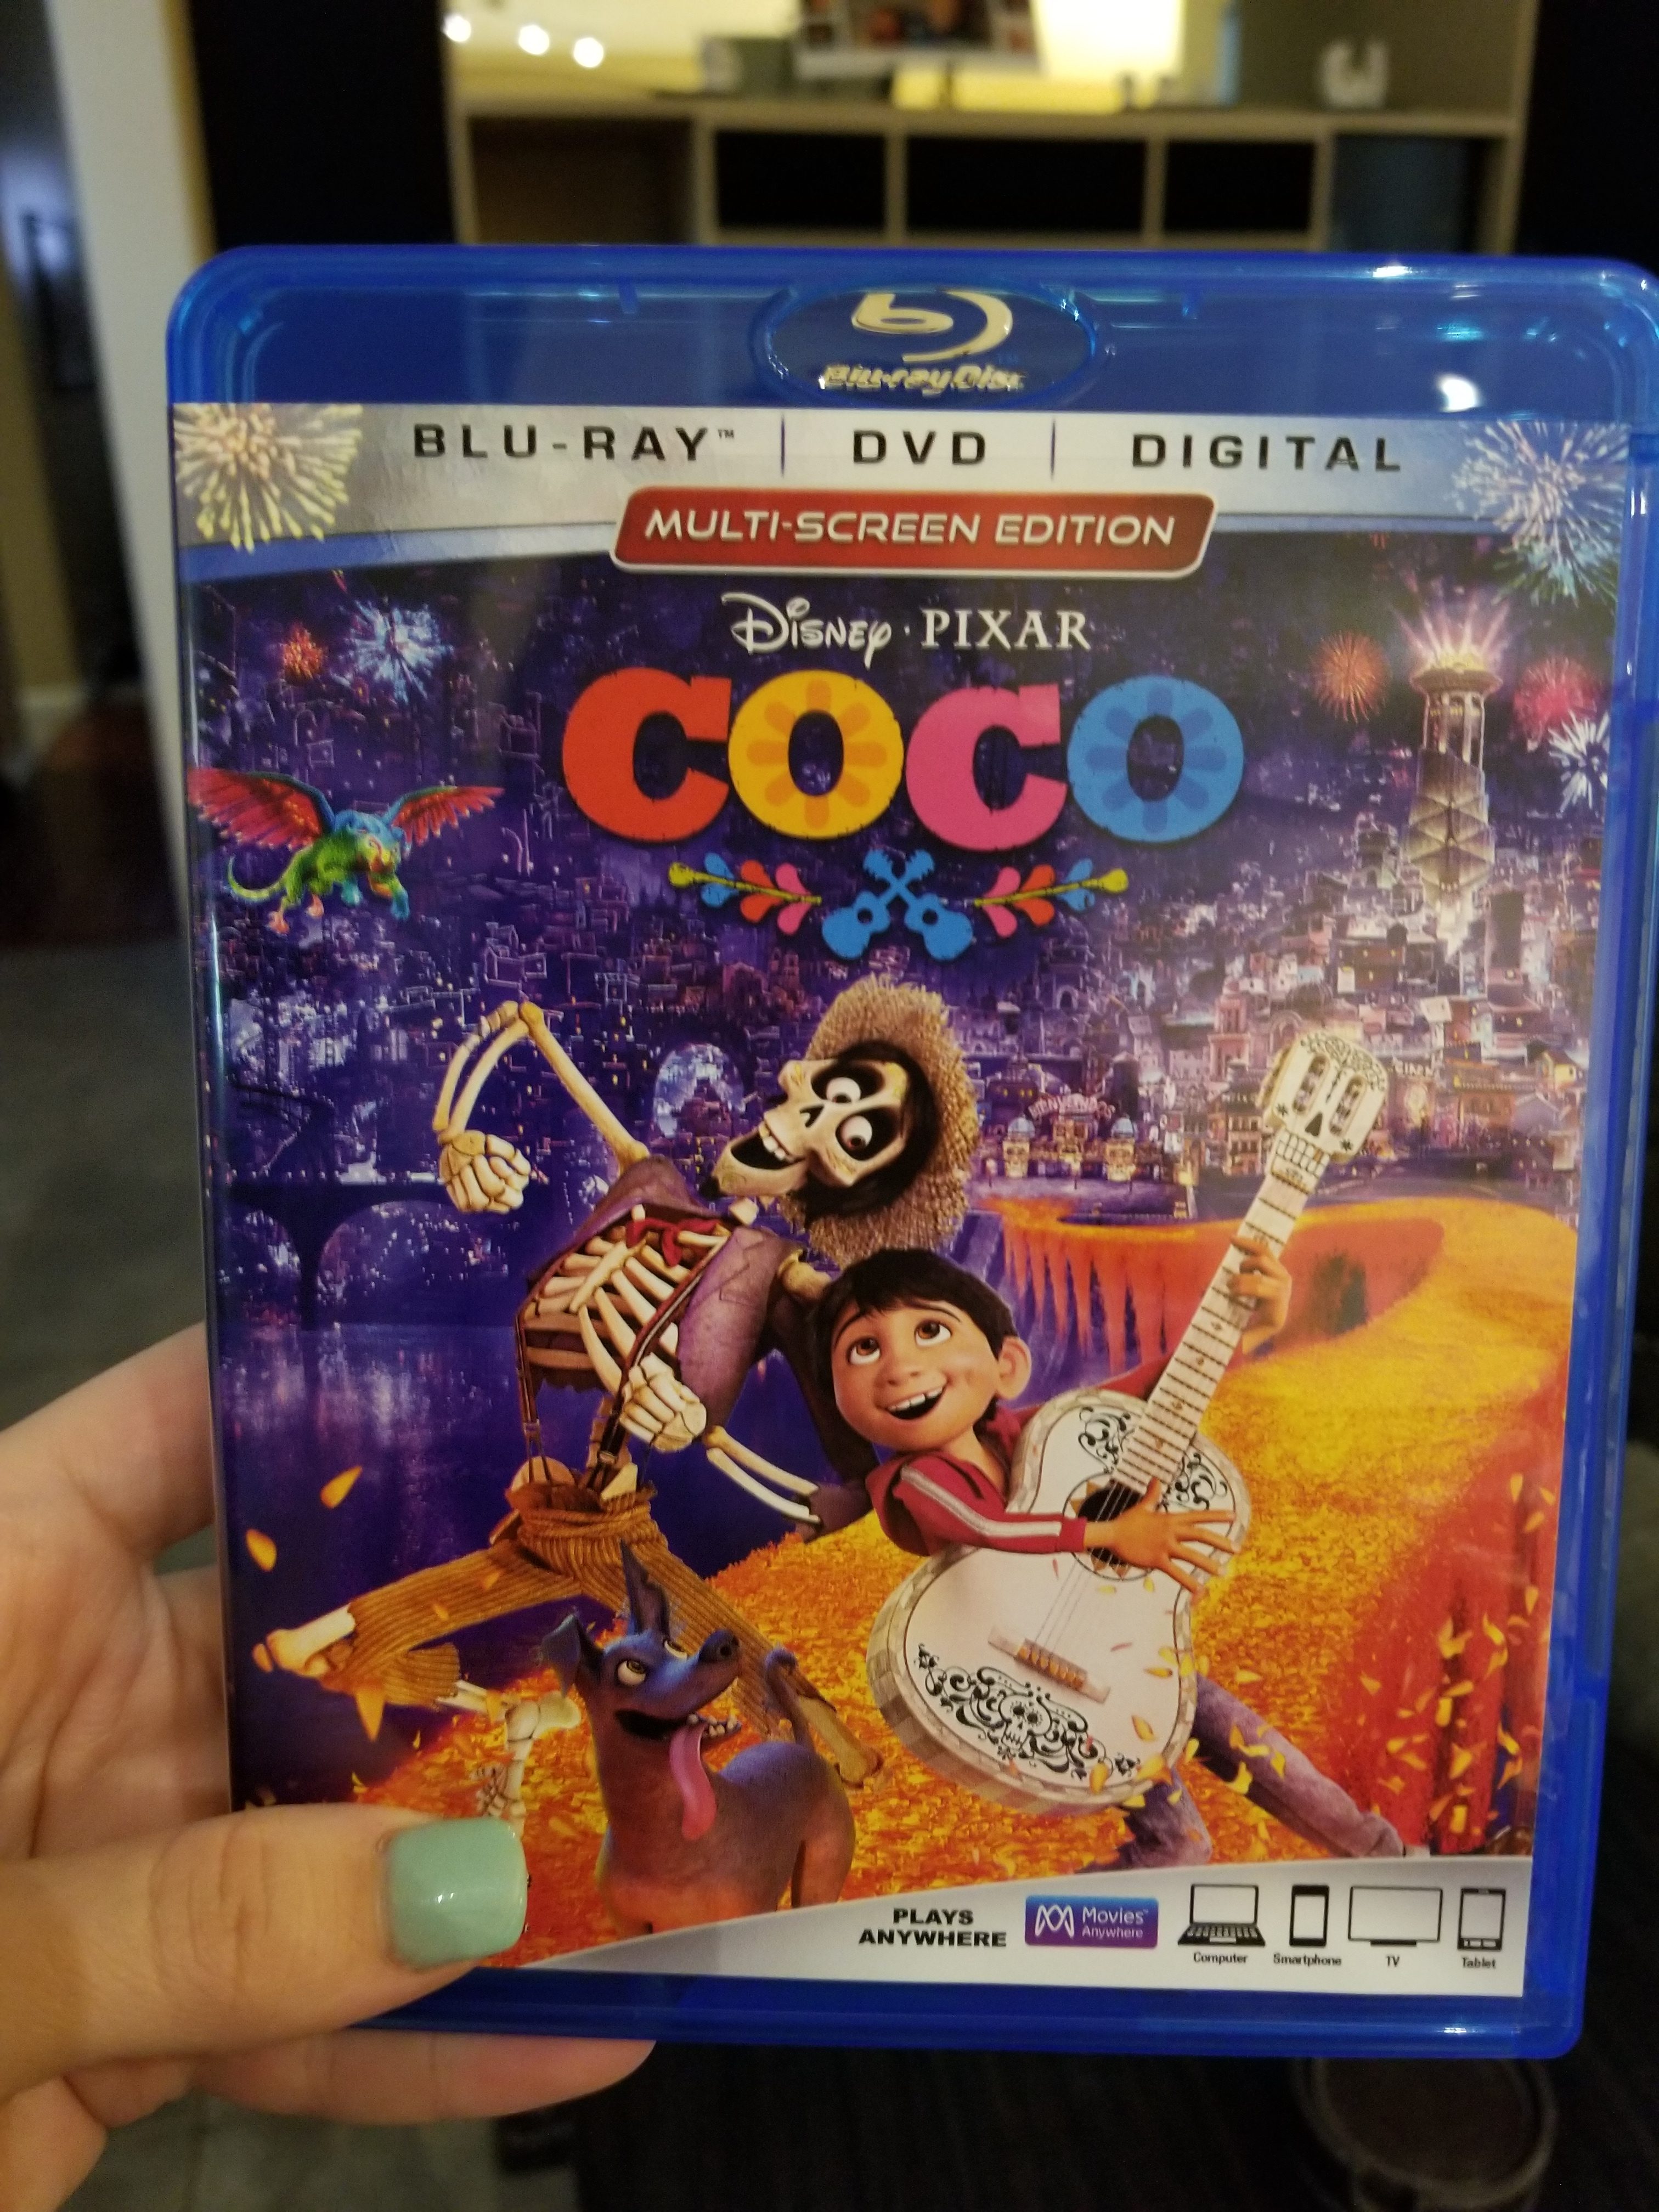 Blu-ray Disc
BLU-RAY™ | DVD | DIGITAL
MULTI-SCREEN EDITION
Disney · PIXAR
COCO
BIENVENIDOS
PLAYS
ANYWHERE
Movies
Anywhere
Computer
Smartphone
TV
Tablet